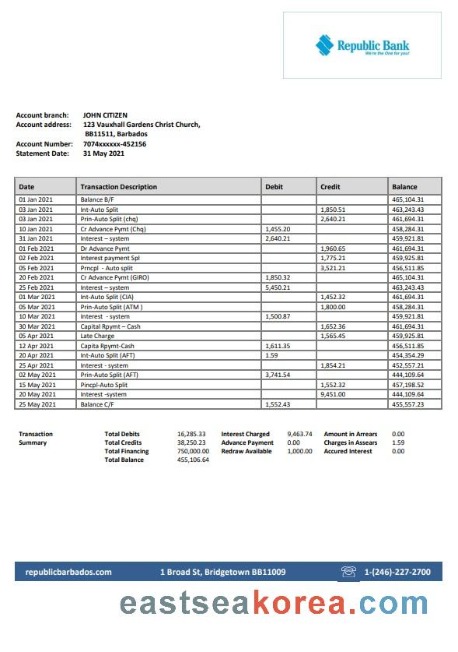 Republic Bank
We're the One for you!
Account branch: JOHN CITIZEN
Account address: 123 Vauxhall Gardens Christ Church,
BB11511, Barbados
Account Number: 7074xxxxxx-452156
Statement Date: 31 May 2021
Date Transaction Description Debit Credit Balance
01 Jan 2021 Balance B/F 465,104.31
03 Jan 2021 Int-Auto Split 1,850.51 463,243.43
03 Jan 2021 Prin-Auto Split (chq) 2,640.21 461,694.31
10 Jan 2021 Cr Advance Pymt (Chq) 1,455.20 458,284.31
31 Jan 2021 Interest – system 2,640.21 459,921.81
01 Feb 2021 Dr Advance Pymt 1,960.65 461,694.31
02 Feb 2021 Interest payment Spl 1,775.21 459,925.81
05 Feb 2021 Prncpl - Auto split 3,521.21 456,511.85
20 Feb 2021 Cr Advance Pymt (GIRO) 1,850.32 465,104.31
25 Feb 2021 Interest – system 5,450.21 463,243.43
01 Mar 2021 Int-Auto Split (CIA) 1,452.32 461,694.31
05 Mar 2021 Prin-Auto Split (ATM ) 1,800.00 458,284.31
10 Mar 2021 Interest - system 1,500.87 459,921.81
30 Mar 2021 Capital Rpymt – Cash 1,652.36 461,694.31
05 Apr 2021 Late Charge 1,565.45 459,925.81
12 Apr 2021 Capita Rpymt-Cash 1,611.35 456,511.85
20 Apr 2021 Int-Auto Split (AFT) 1.59 454,354.29
25 Apr 2021 Interest - system 1,854.21 452,557.21
02 May 2021 Prin-Auto Split (AFT) 3,741.54 444,109.64
15 May 2021 Pincpl-Auto Split 1,552.32 457,198.52
20 May 2021 Interest -system 9,451.00 444,109.64
25 May 2021 Balance C/F 1,552.43 455,557.23
Transaction Total Debits 16,285.33 Interest Charged 9,463.74 Amount in Arrears 0.00
Summary Total Credits 38,250.23 Advance Payment 0.00 Charges in Assears 1.59
Total Financing 750,000.00 Redraw Available 1,000.00 Accured Interest 0.00
Total Balance 455,106.64
republicbarbados.com 1 Broad St, Bridgetown BB11009 1-(246)-227-2700
eastseakorea.com